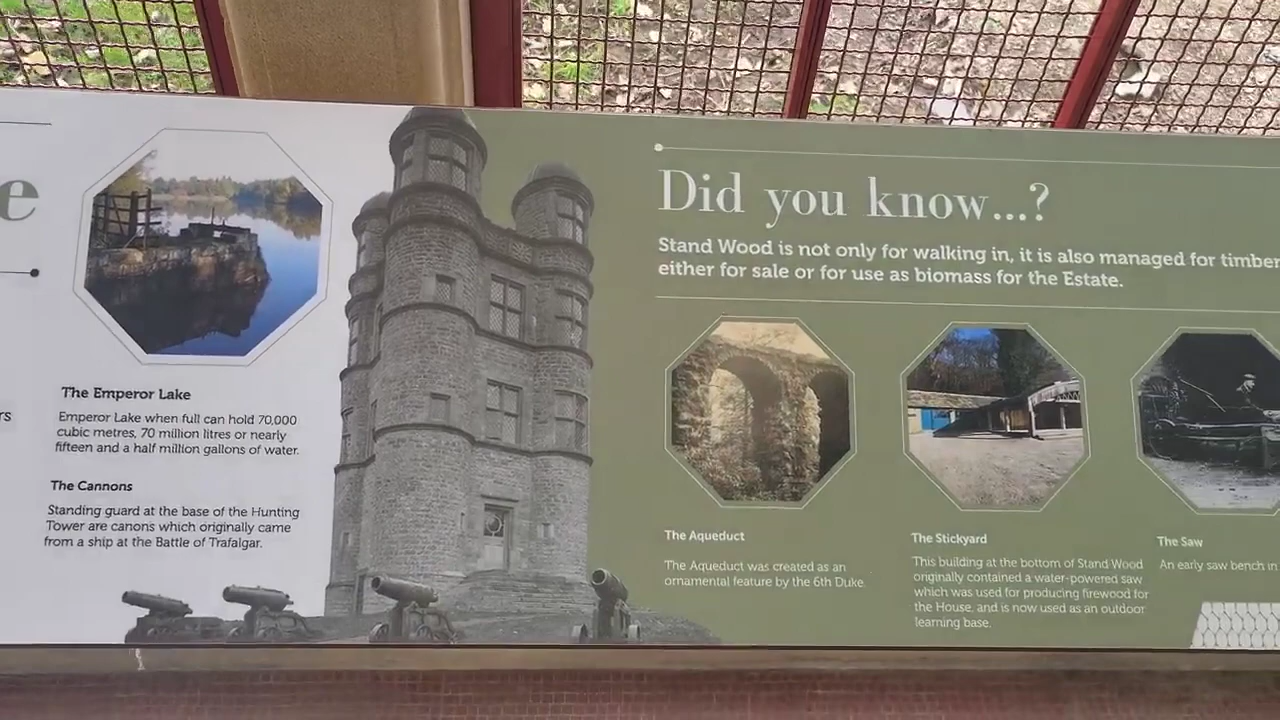 e
rs
The Emperor Lake
Emperor Lake when full can hold 70,000
cubic metres, 70 million litres or nearly
fifteen and a half million gallons of water.
The Cannons
Standing guard at the base of the Hunting
Tower are canons which originally came
from a ship at the Battle of Trafalgar.
Did you know...?
Stand Wood is not only for walking in, it is also managed for timber
either for sale or for use as biomass for the Estate.
The Aqueduct
The Aqueduct was created as an
ornamental feature by the 6th Duke.
The Stickyard
This building at the bottom of Stand Wood
originally contained a water-powered saw
which was used for producing firewood for
the House, and is now used as an outdoor
learning base.
The Saw
An early saw bench in